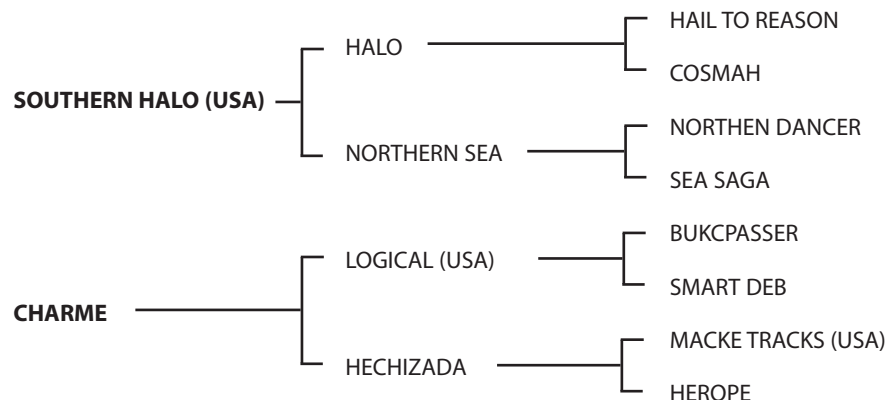 HAIL TO REASON
HALO
COSMAH
SOUTHERN HALO (USA)
NORTHEN DANCER
NORTHERN SEA
SEA SAGA
BUKCPASSER
LOGICAL (USA)
SMART DEB
CHARME
MACKE TRACKS (USA)
HECHIZADA
HEROPE